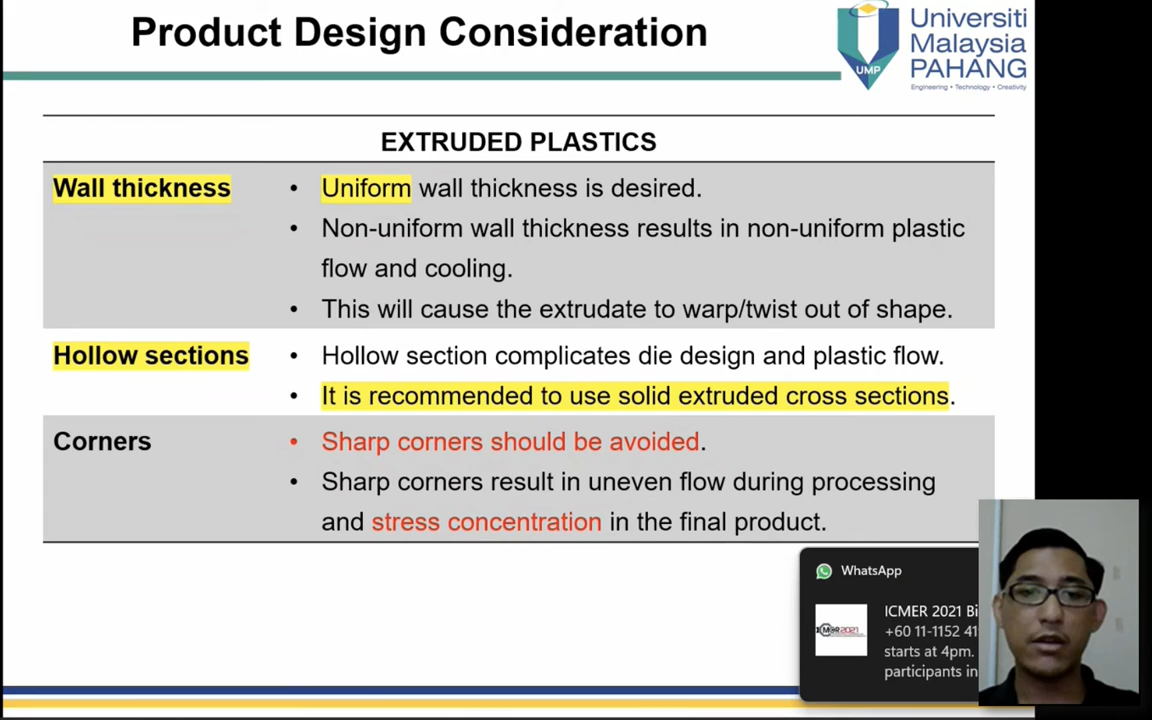 Product Design Consideration
Universiti
Malaysia
PAHANG
Engineering • Technology • Creativity
UMP
EXTRUDED PLASTICS
Wall thickness
• Uniform wall thickness is desired.
• Non-uniform wall thickness results in non-uniform plastic
flow and cooling.
• This will cause the extrudate to warp/twist out of shape.
Hollow sections
• Hollow section complicates die design and plastic flow.
• It is recommended to use solid extruded cross sections.
Corners
• Sharp corners should be avoided.
• Sharp corners result in uneven flow during processing
and stress concentration in the final product.
WhatsApp
ICMER 2021 Bi
+60 11-1152 41
starts at 4pm.
participants in